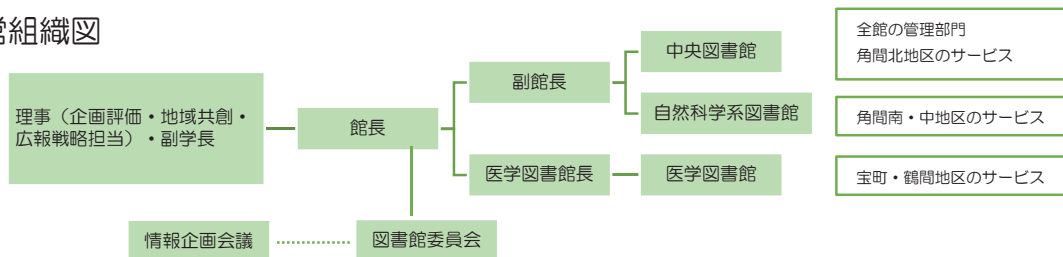 組織図
理事（企画評価・地域共創・
広報戦略担当）・副学長
館長
副館長
医学図書館長
中央図書館
自然科学系図書館
医学図書館
全館の管理部門
角間北地区のサービス
角間南・中地区のサービス
宝町・鶴間地区のサービス
情報企画会議
図書館委員会